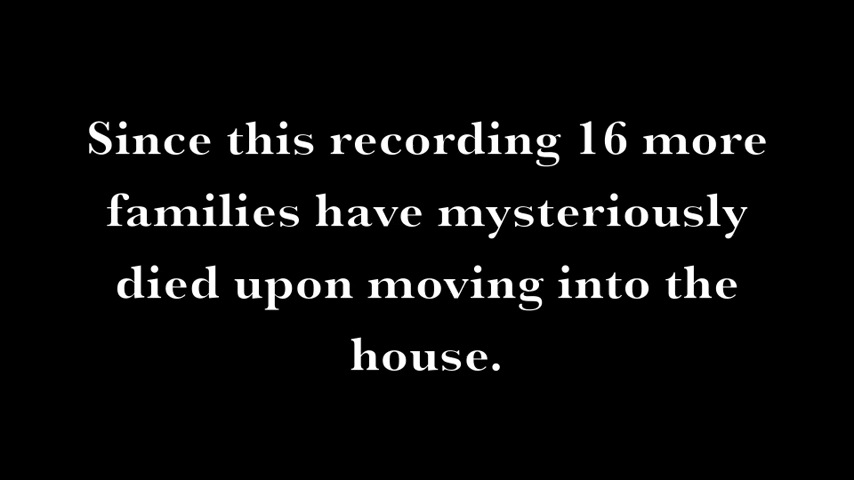 Since this recording 16 more
families have mysteriously
died upon moving into the
house.